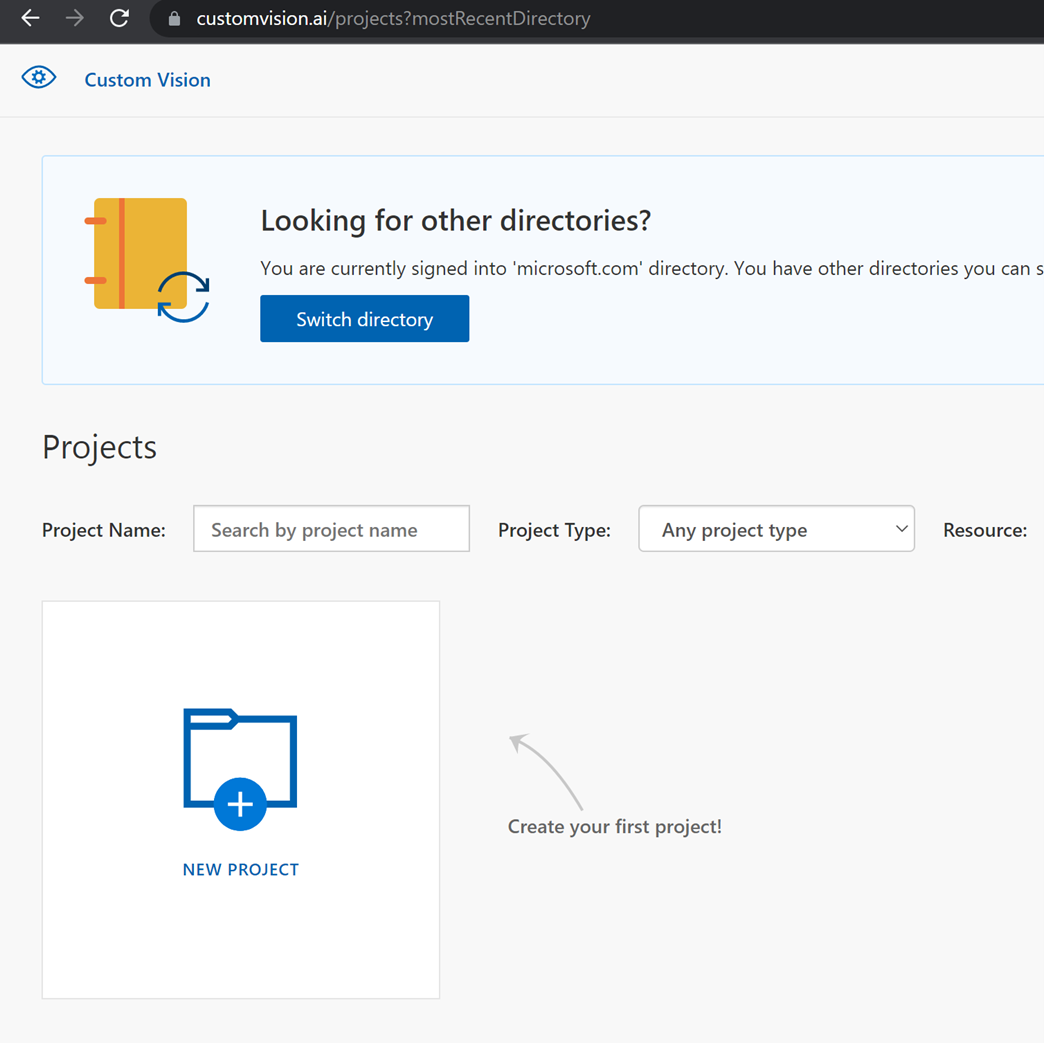 customvision.ai/projects?mostRecentDirectory
Custom Vision
Looking for other directories?
You are currently signed into 'microsoft.com' directory. You have other directories you can s
Switch directory
Projects
Project Name:
Search by project name
Project Type:
Any project type
Resource:
NEW PROJECT
Create your first project!